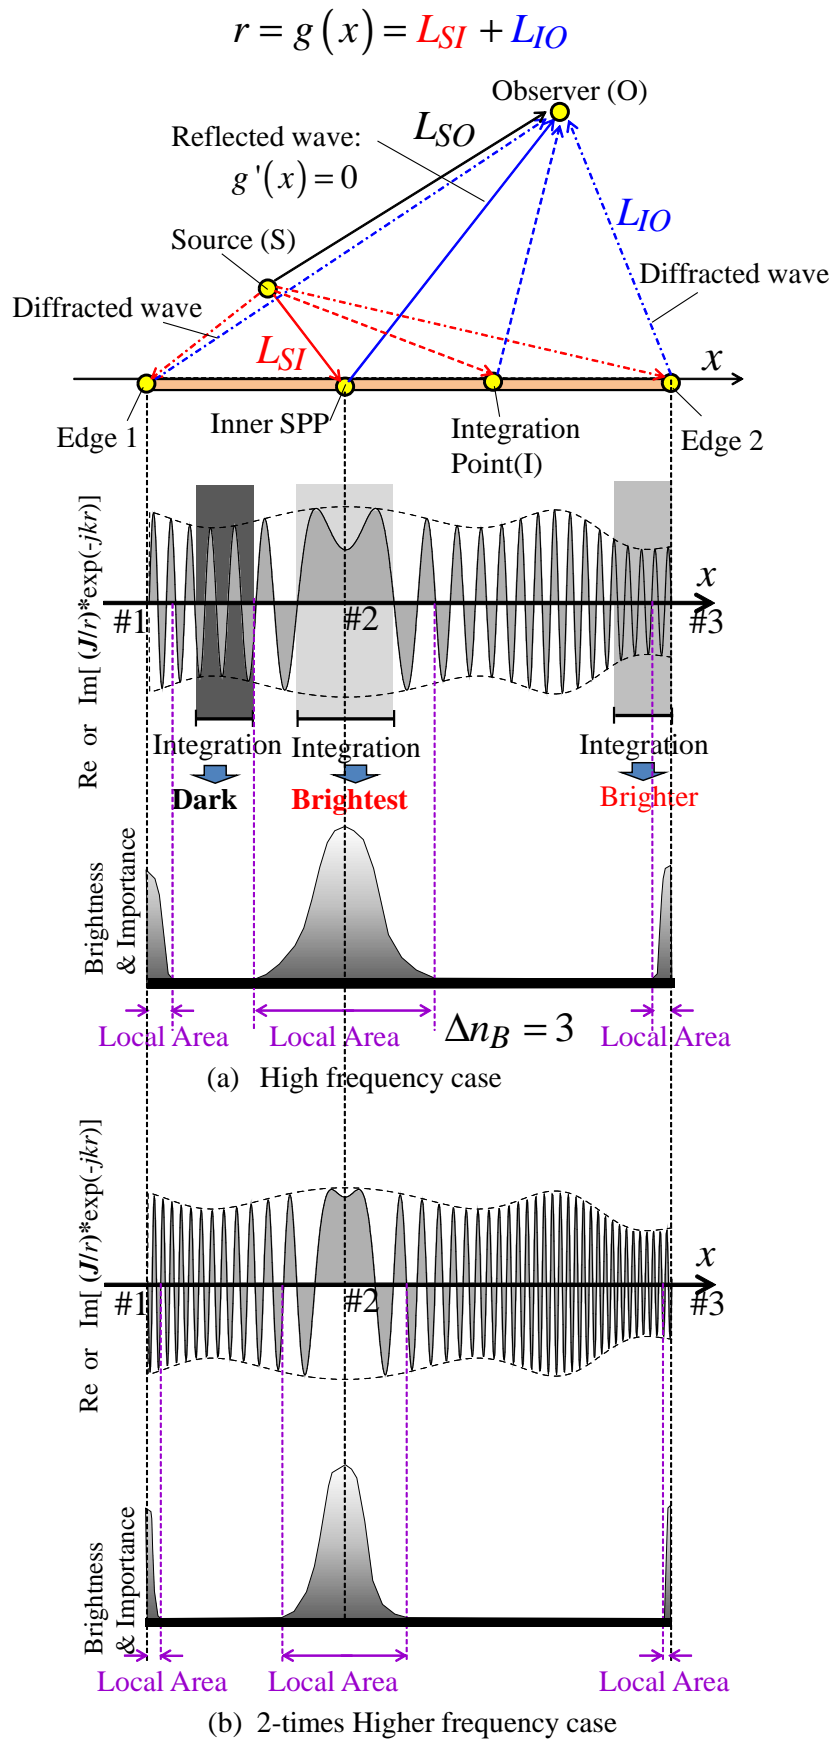 r = g(x) = L_SI + L_IO
Observer (O)
Reflected wave:
g'(x) = 0
L_SO
L_IO
Source (S)
Diffracted wave
Diffracted wave
L_SI
x
Edge 1
Inner SPP
Integration
Point(I)
Edge 2
Re or Im[ (J/r)*exp(-jkr)]
x
#1
#2
#3
Integration
Integration
Integration
Dark
Brightest
Brighter
Brightness
& Importance
Local Area
Local Area
Δn_B = 3
Local Area
(a) High frequency case
Re or Im[ (J/r)*exp(-jkr)]
x
#1
#2
#3
Brightness
& Importance
Local Area
Local Area
Local Area
(b) 2-times Higher frequency case